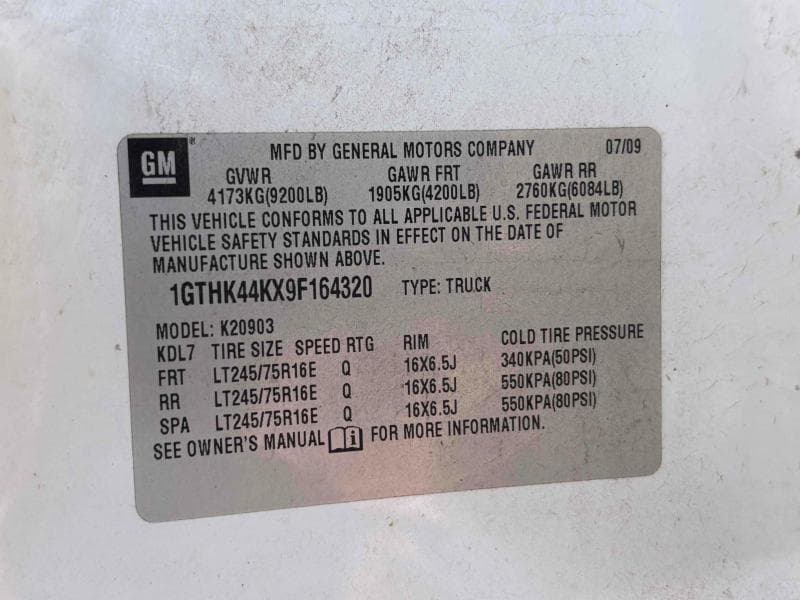 GM
MFD BY GENERAL MOTORS COMPANY 07/09
GVWR GAWR FRT GAWR RR
4173KG(9200LB) 1905KG(4200LB) 2760KG(6084LB)
THIS VEHICLE CONFORMS TO ALL APPLICABLE U.S. FEDERAL MOTOR
VEHICLE SAFETY STANDARDS IN EFFECT ON THE DATE OF
MANUFACTURE SHOWN ABOVE.
1GTHK44KX9F164320 TYPE: TRUCK
MODEL: K20903
KDL7 TIRE SIZE SPEED RTG RIM COLD TIRE PRESSURE
FRT LT245/75R16E Q 16X6.5J 340KPA(50PSI)
RR LT245/75R16E Q 16X6.5J 550KPA(80PSI)
SPA LT245/75R16E Q 16X6.5J 550KPA(80PSI)
SEE OWNER'S MANUAL FOR MORE INFORMATION.